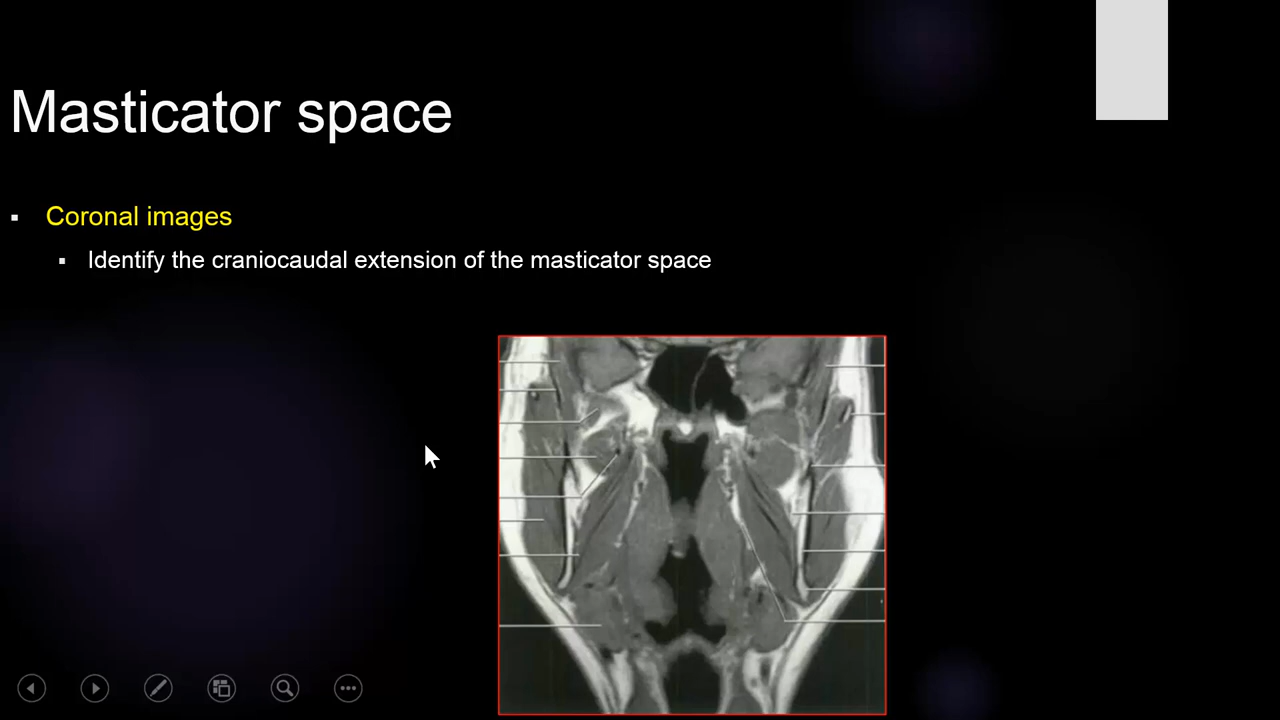 Masticator space
Coronal images
Identify the craniocaudal extension of the masticator space